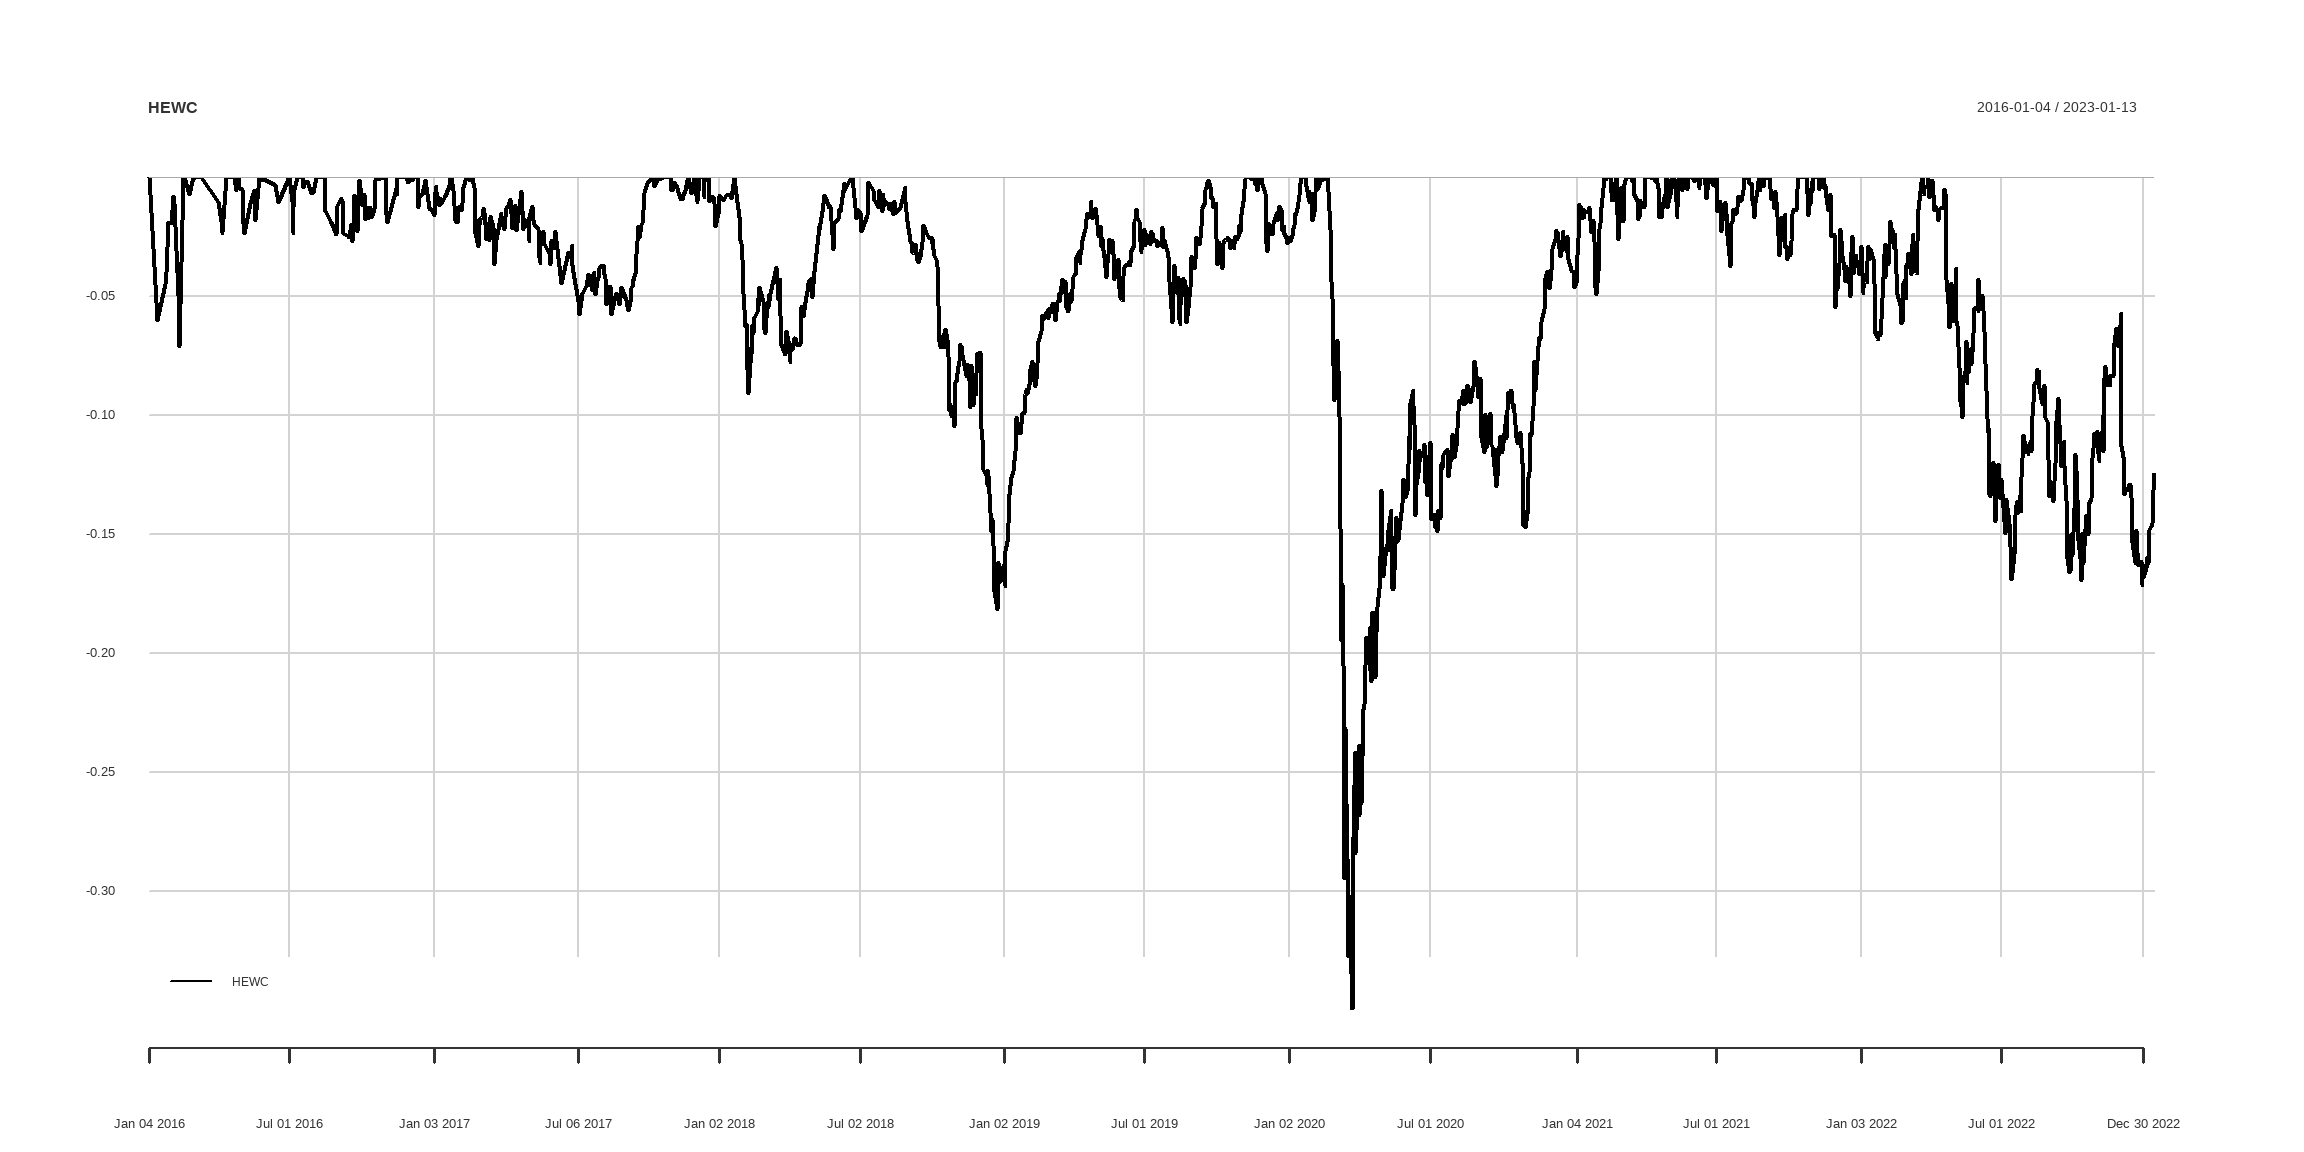 HEWC
2016-01-04 / 2023-01-13
-0.05
-0.10
-0.15
-0.20
-0.25
-0.30
HEWC
Jan 04 2016
Jul 01 2016
Jan 03 2017
Jul 06 2017
Jan 02 2018
Jul 02 2018
Jan 02 2019
Jul 01 2019
Jan 02 2020
Jul 01 2020
Jan 04 2021
Jul 01 2021
Jan 03 2022
Jul 01 2022
Dec 30 2022